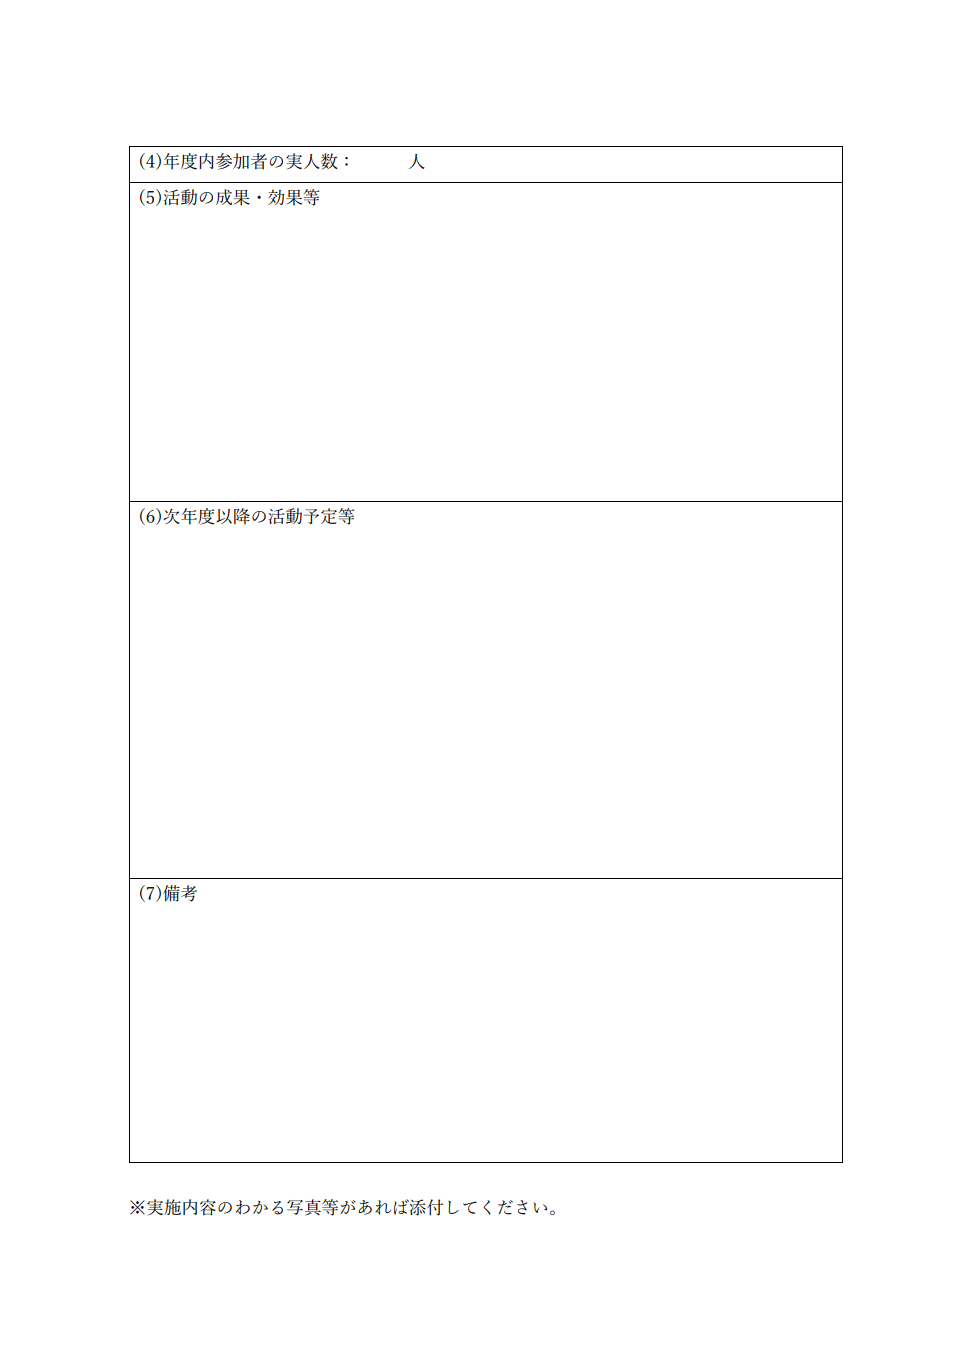 (4)年度内参加者の実人数：　　　人
(5)活動の成果・効果等
(6)次年度以降の活動予定等
(7)備考
※実施内容のわかる写真等があれば添付してください。